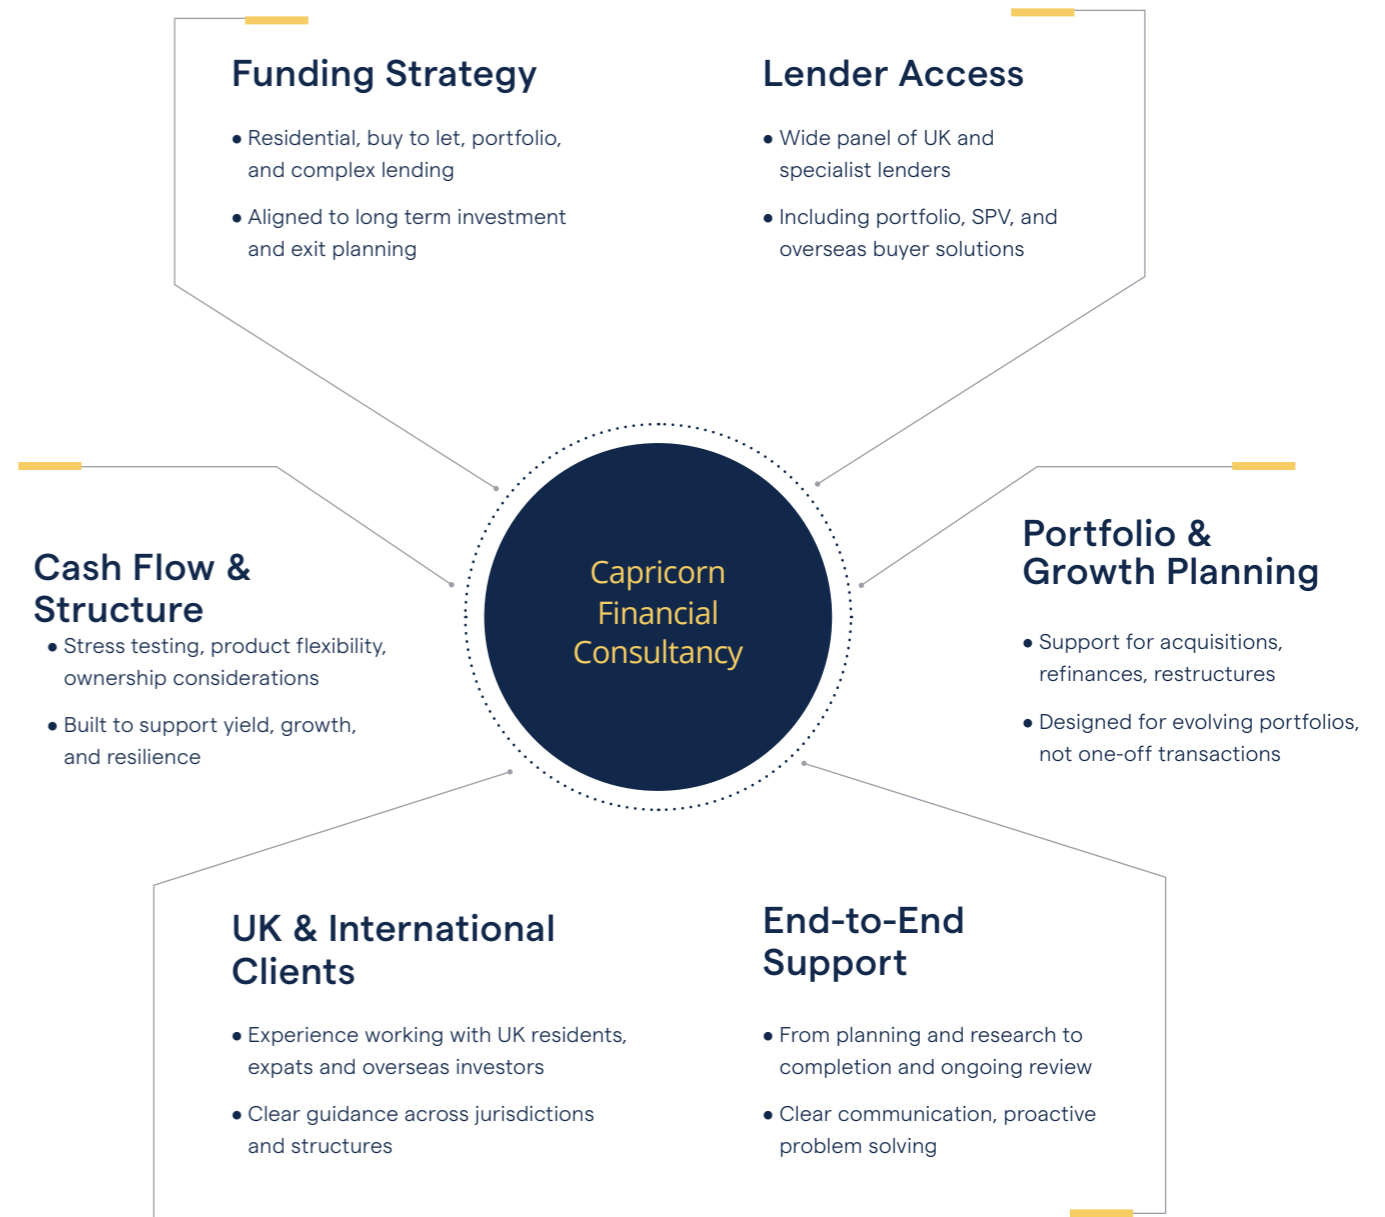 Funding Strategy
● Residential, buy to let, portfolio,
and complex lending
● Aligned to long term investment
and exit planning
Lender Access
● Wide panel of UK and
specialist lenders
● Including portfolio, SPV, and
overseas buyer solutions
Cash Flow &
Structure
● Stress testing, product flexibility,
ownership considerations
● Built to support yield, growth,
and resilience
Capricorn
Financial
Consultancy
Portfolio &
Growth Planning
● Support for acquisitions,
refinances, restructures
● Designed for evolving portfolios,
not one-off transactions
UK & International
Clients
● Experience working with UK residents,
expats and overseas investors
● Clear guidance across jurisdictions
and structures
End-to-End
Support
● From planning and research to
completion and ongoing review
● Clear communication, proactive
problem solving